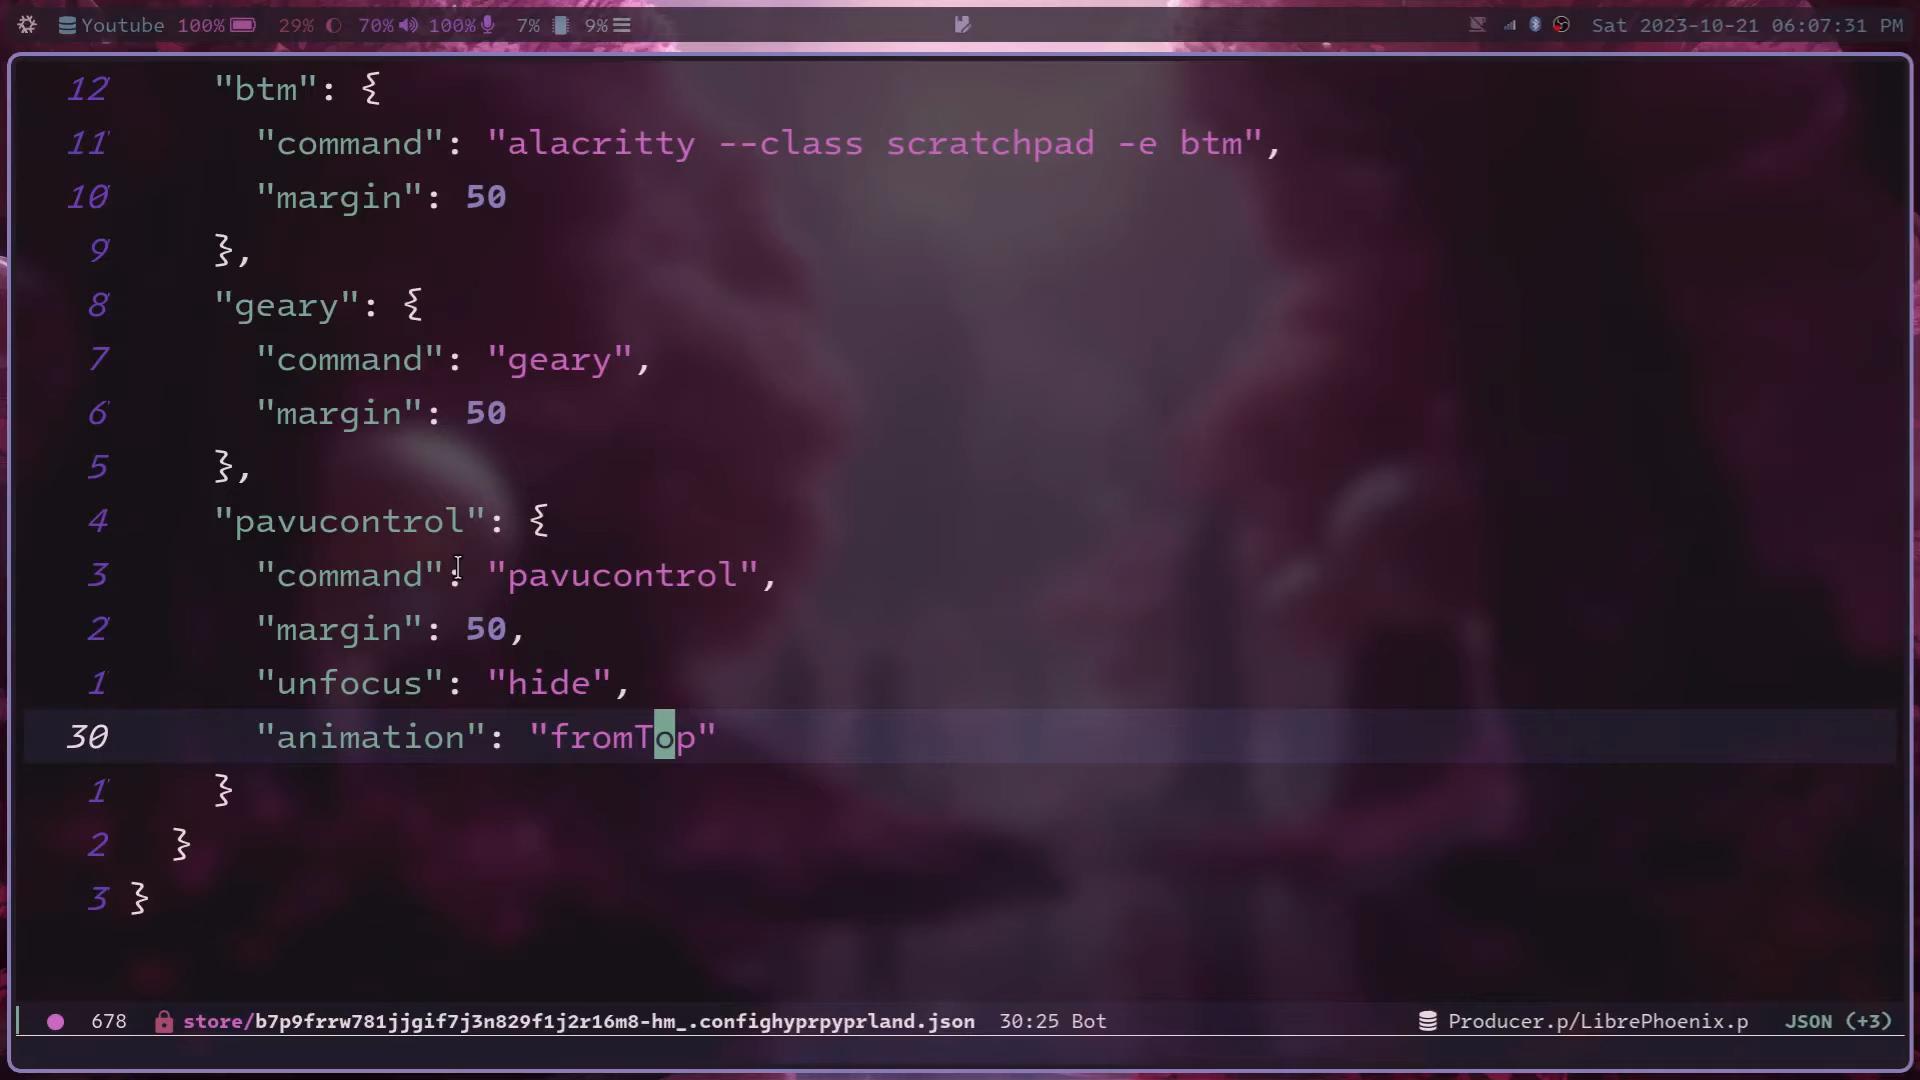 Youtube 100% 29% 70% 100% 7% 9% Sat 2023-10-21 06:07:31 PM
12 "btm": {
11 "command": "alacritty --class scratchpad -e btm",
10 "margin": 50
9 },
8 "geary": {
7 "command": "geary",
6 "margin": 50
5 },
4 "pavucontrol": {
3 "command": "pavucontrol",
2 "margin": 50,
1 "unfocus": "hide",
30 "animation": "fromTop"
1 }
2 }
3 }
678 store/b7p9frrw781jjgif7j3n829f1j2r16m8-hm_.confighyprpyprland.json 30:25 Bot Producer.p/LibrePhoenix.p JSON (+3)